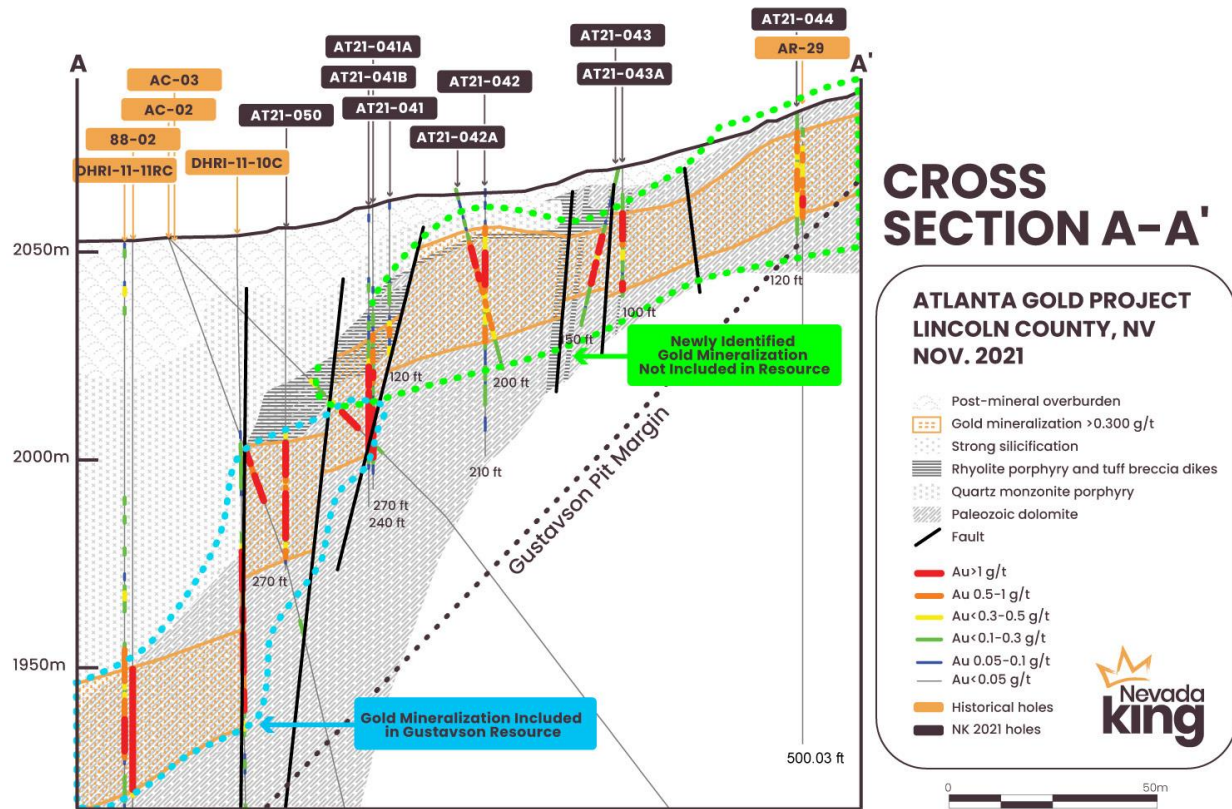 A
AC-03
AC-02
88-02
DHRI-11-11RC
DHRI-11-10C
AT21-050
AT21-041A
AT21-041B
AT21-041
AT21-042
AT21-042A
AT21-043
AT21-043A
AT21-044
AR-29
A'
2050m
2000m
1950m
120 ft
200 ft
210 ft
150 ft
100 ft
120 ft
270 ft
240 ft
270 ft
500.03 ft
Newly Identified
Gold Mineralization
Not Included in Resource
Gustavson Pit Margin
Gold Mineralization Included
in Gustavson Resource
CROSS
SECTION A-A'
ATLANTA GOLD PROJECT
LINCOLN COUNTY, NV
NOV. 2021
Post-mineral overburden
Gold mineralization >0.300 g/t
Strong silicification
Rhyolite porphyry and tuff breccia dikes
Quartz monzonite porphyry
Paleozoic dolomite
Fault
Au>1 g/t
Au 0.5-1 g/t
Au<0.3-0.5 g/t
Au<0.1-0.3 g/t
Au 0.05-0.1 g/t
Au<0.05 g/t
Historical holes
NK 2021 holes
Nevada
king
0
50m